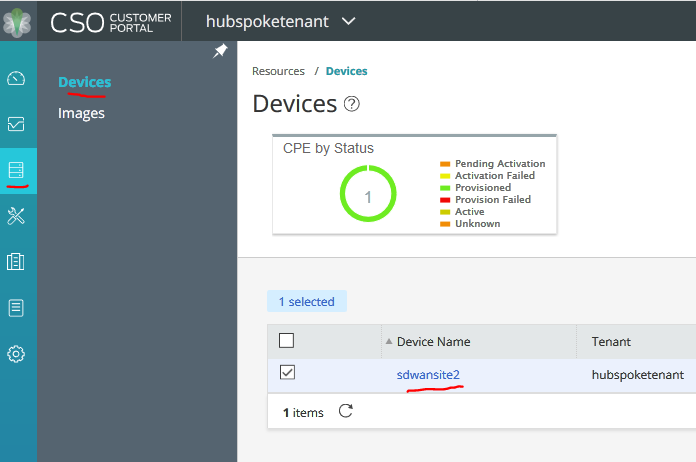 CSO CUSTOMER PORTAL hubspoketenant
Devices
Images
Resources / Devices
Devices ?
CPE by Status
1
Pending Activation
Activation Failed
Provisioned
Provision Failed
Active
Unknown
1 selected
Device Name Tenant
sdwansite2 hubspoketenant
1 items